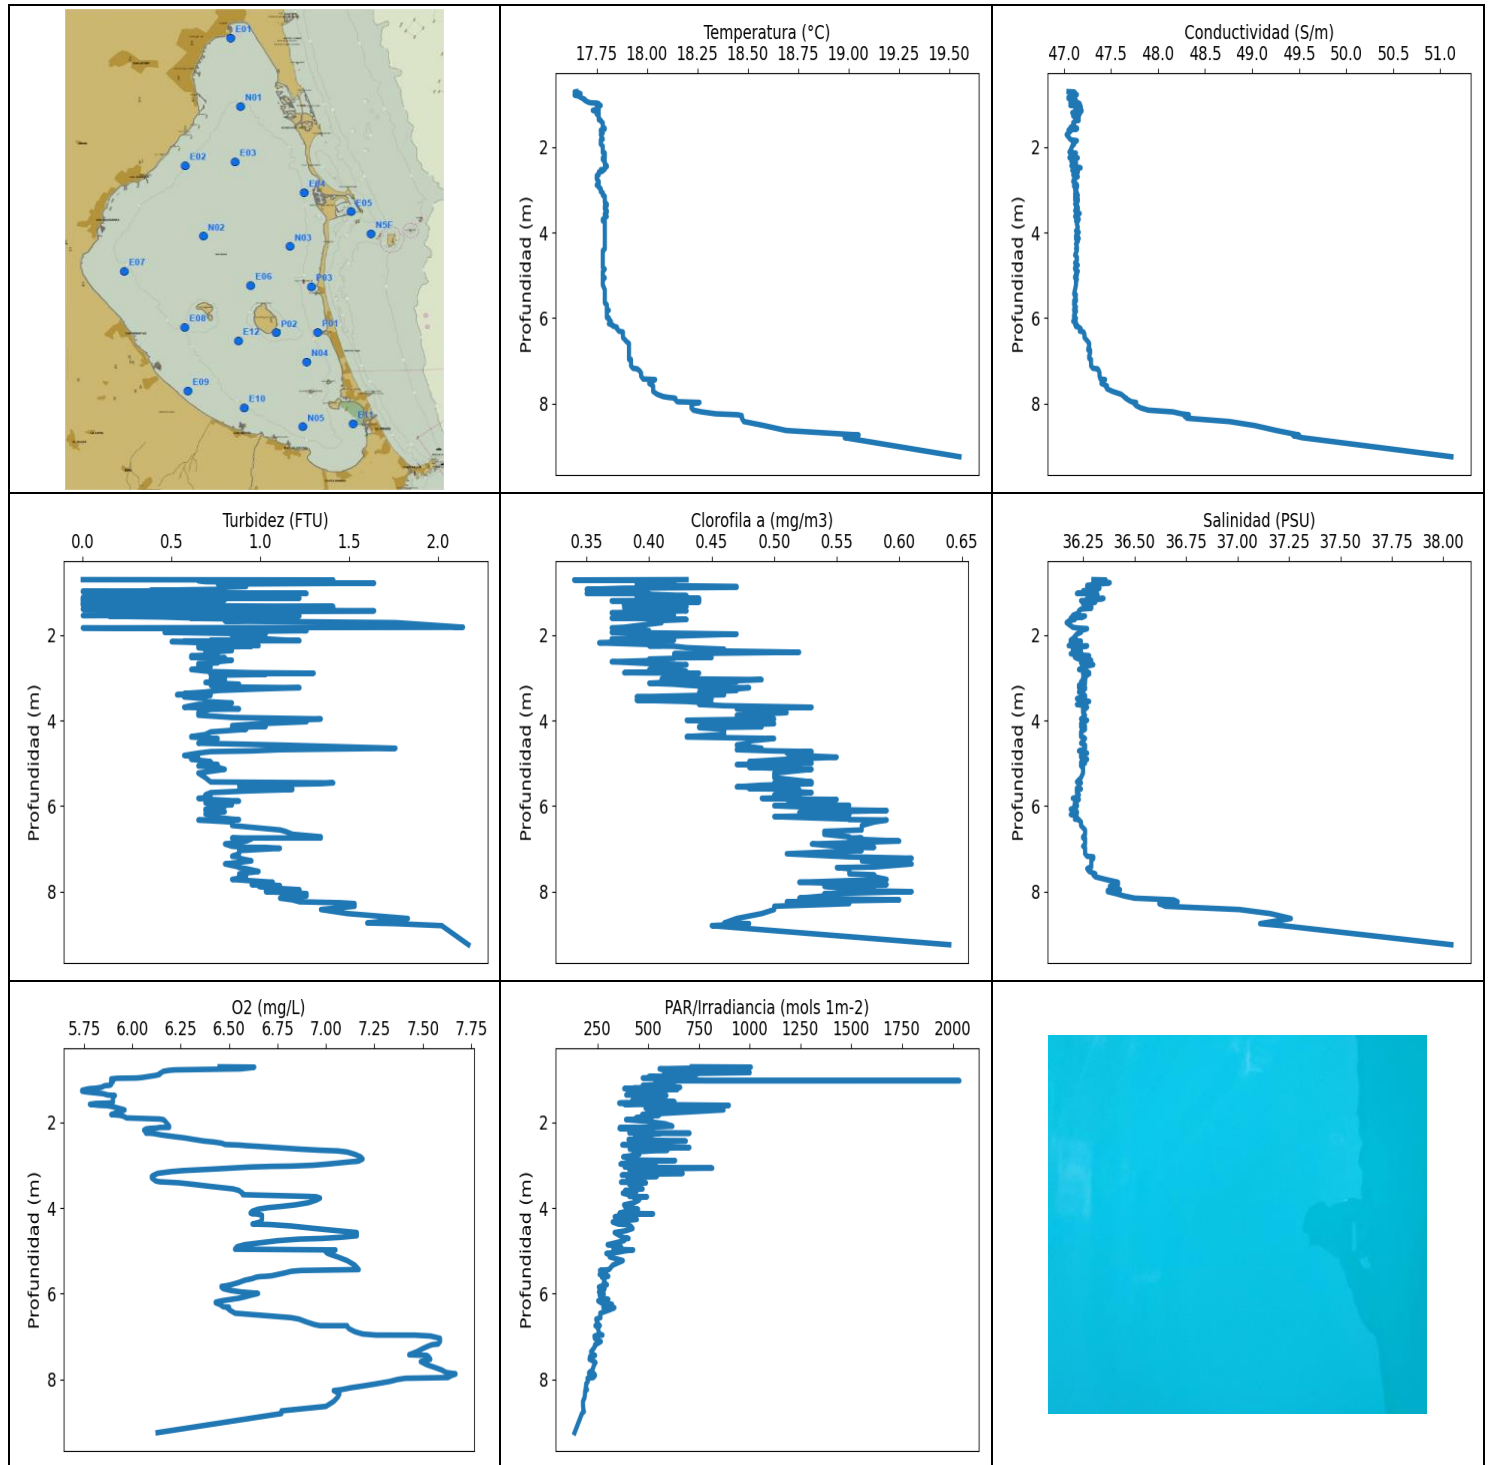 E01
N01
E02
E03
E04
E05
N5F
N02
N03
E07
E06
P03
E08
P02
P01
E12
N04
E09
E10
N05
E11
Temperatura (°C)
17.75 18.00 18.25 18.50 18.75 19.00 19.25 19.50
2
4
6
8
Profundidad (m)
Conductividad (S/m)
47.0 47.5 48.0 48.5 49.0 49.5 50.0 50.5 51.0
2
4
6
8
Profundidad (m)
Turbidez (FTU)
0.0 0.5 1.0 1.5 2.0
2
4
6
8
Profundidad (m)
Clorofila a (mg/m3)
0.35 0.40 0.45 0.50 0.55 0.60 0.65
2
4
6
8
Profundidad (m)
Salinidad (PSU)
36.25 36.50 36.75 37.00 37.25 37.50 37.75 38.00
2
4
6
8
Profundidad (m)
O2 (mg/L)
5.75 6.00 6.25 6.50 6.75 7.00 7.25 7.50 7.75
2
4
6
8
Profundidad (m)
PAR/Irradiancia (mols 1m-2)
250 500 750 1000 1250 1500 1750 2000
2
4
6
8
Profundidad (m)